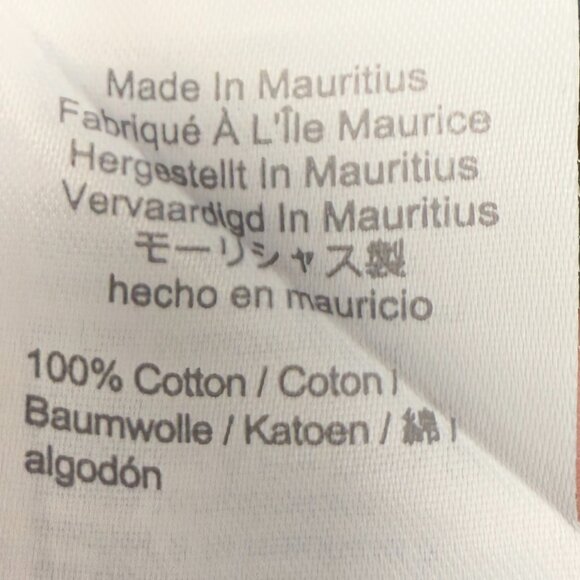 Made In Mauritius
Fabriqué À L'Île Maurice
Hergestellt In Mauritius
Vervaardigd In Mauritius
モーリシャス製
hecho en mauricio
100% Cotton / Coton /
Baumwolle / Katoen / 綿 /
algodón